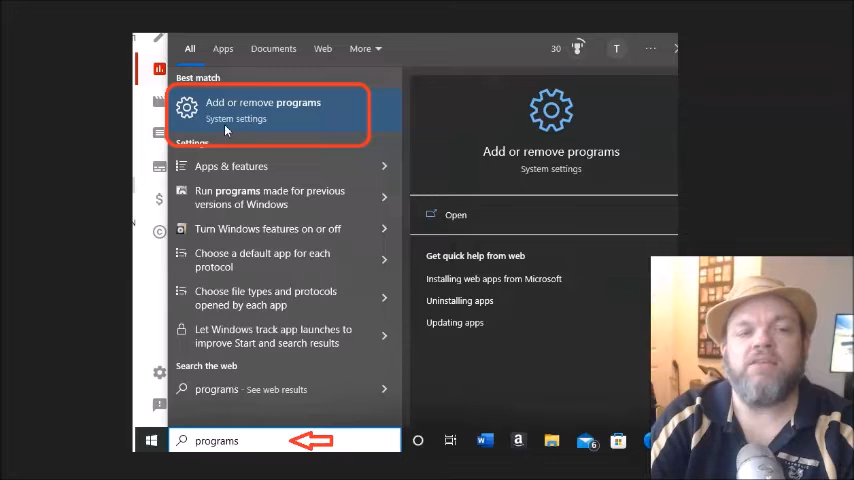 All Apps Documents Web More 30 T ...
Best match
Add or remove programs
System settings
Settings
Apps & features
Run programs made for previous
versions of Windows
Turn Windows features on or off
Choose a default app for each
protocol
Choose file types and protocols
opened by each app
Let Windows track app launches to
improve Start and search results
Search the web
programs - See web results
programs
Add or remove programs
System settings
Open
Get quick help from web
Installing web apps from Microsoft
Uninstalling apps
Updating apps
W a 6